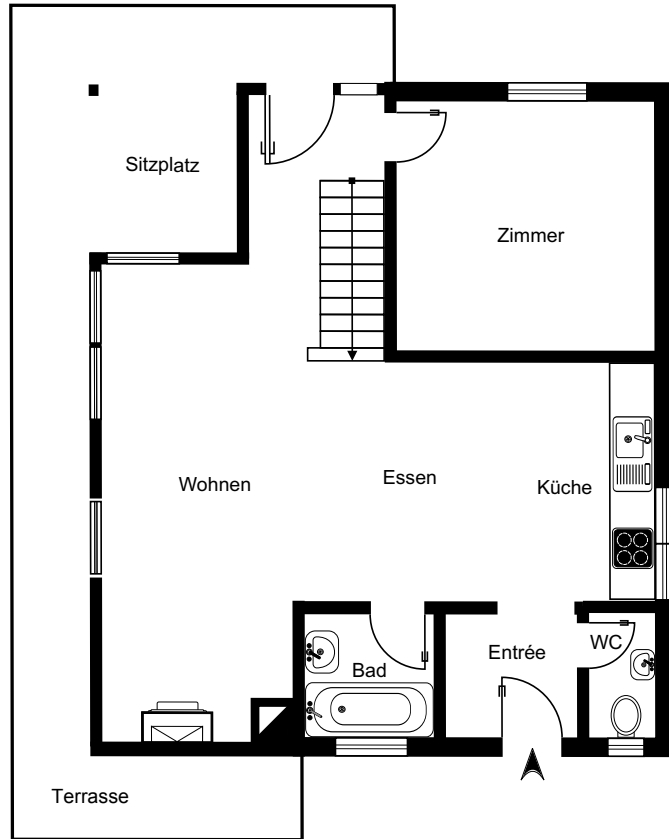 Sitzplatz
Zimmer
Wohnen
Essen
Küche
WC
Entrée
Bad
Terrasse